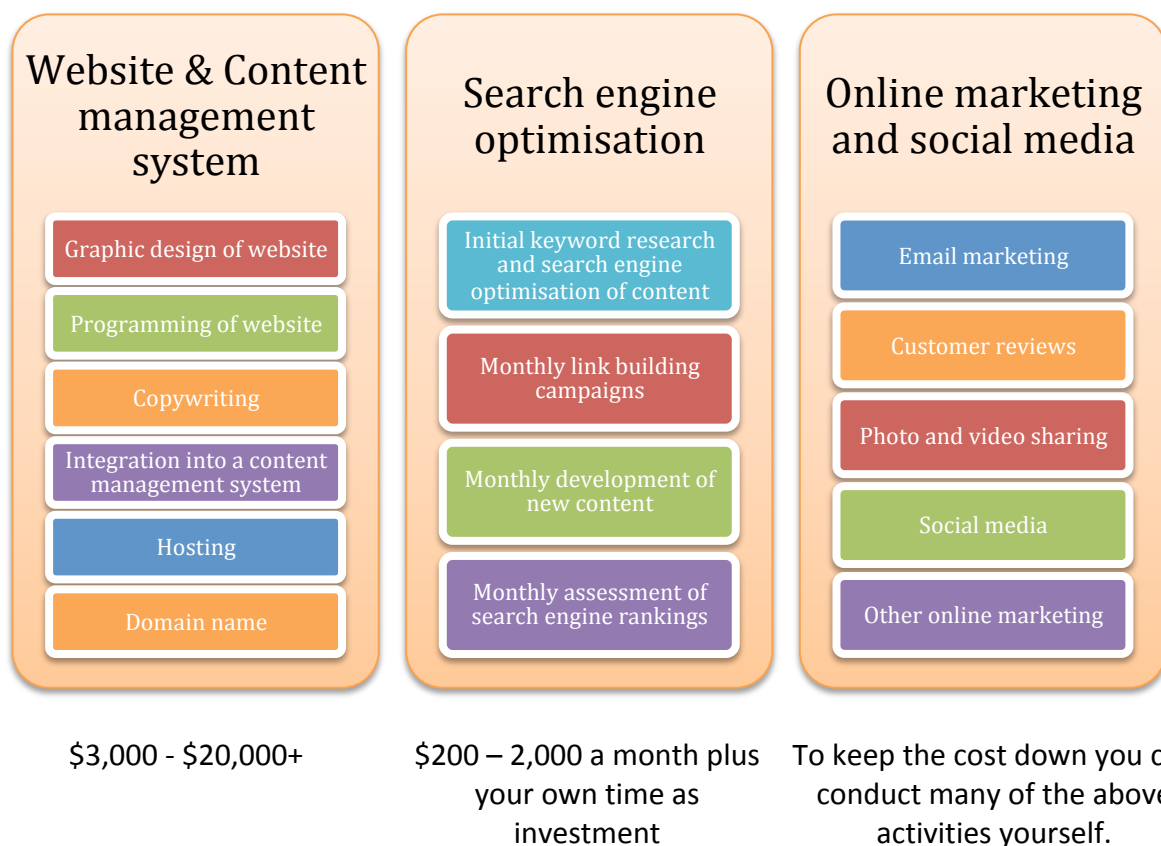 Website & Content
management
system
Graphic design of website
Programming of website
Copywriting
Integration into a content
management system
Hosting
Domain name
$3,000 - $20,000+
Search engine
optimisation
Initial keyword research
and search engine
optimisation of content
Monthly link building
campaigns
Monthly development of
new content
Monthly assessment of
search engine rankings
$200 – 2,000 a month plus
your own time as
investment
Online marketing
and social media
Email marketing
Customer reviews
Photo and video sharing
Social media
Other online marketing
To keep the cost down you
conduct many of the above
activities yourself.